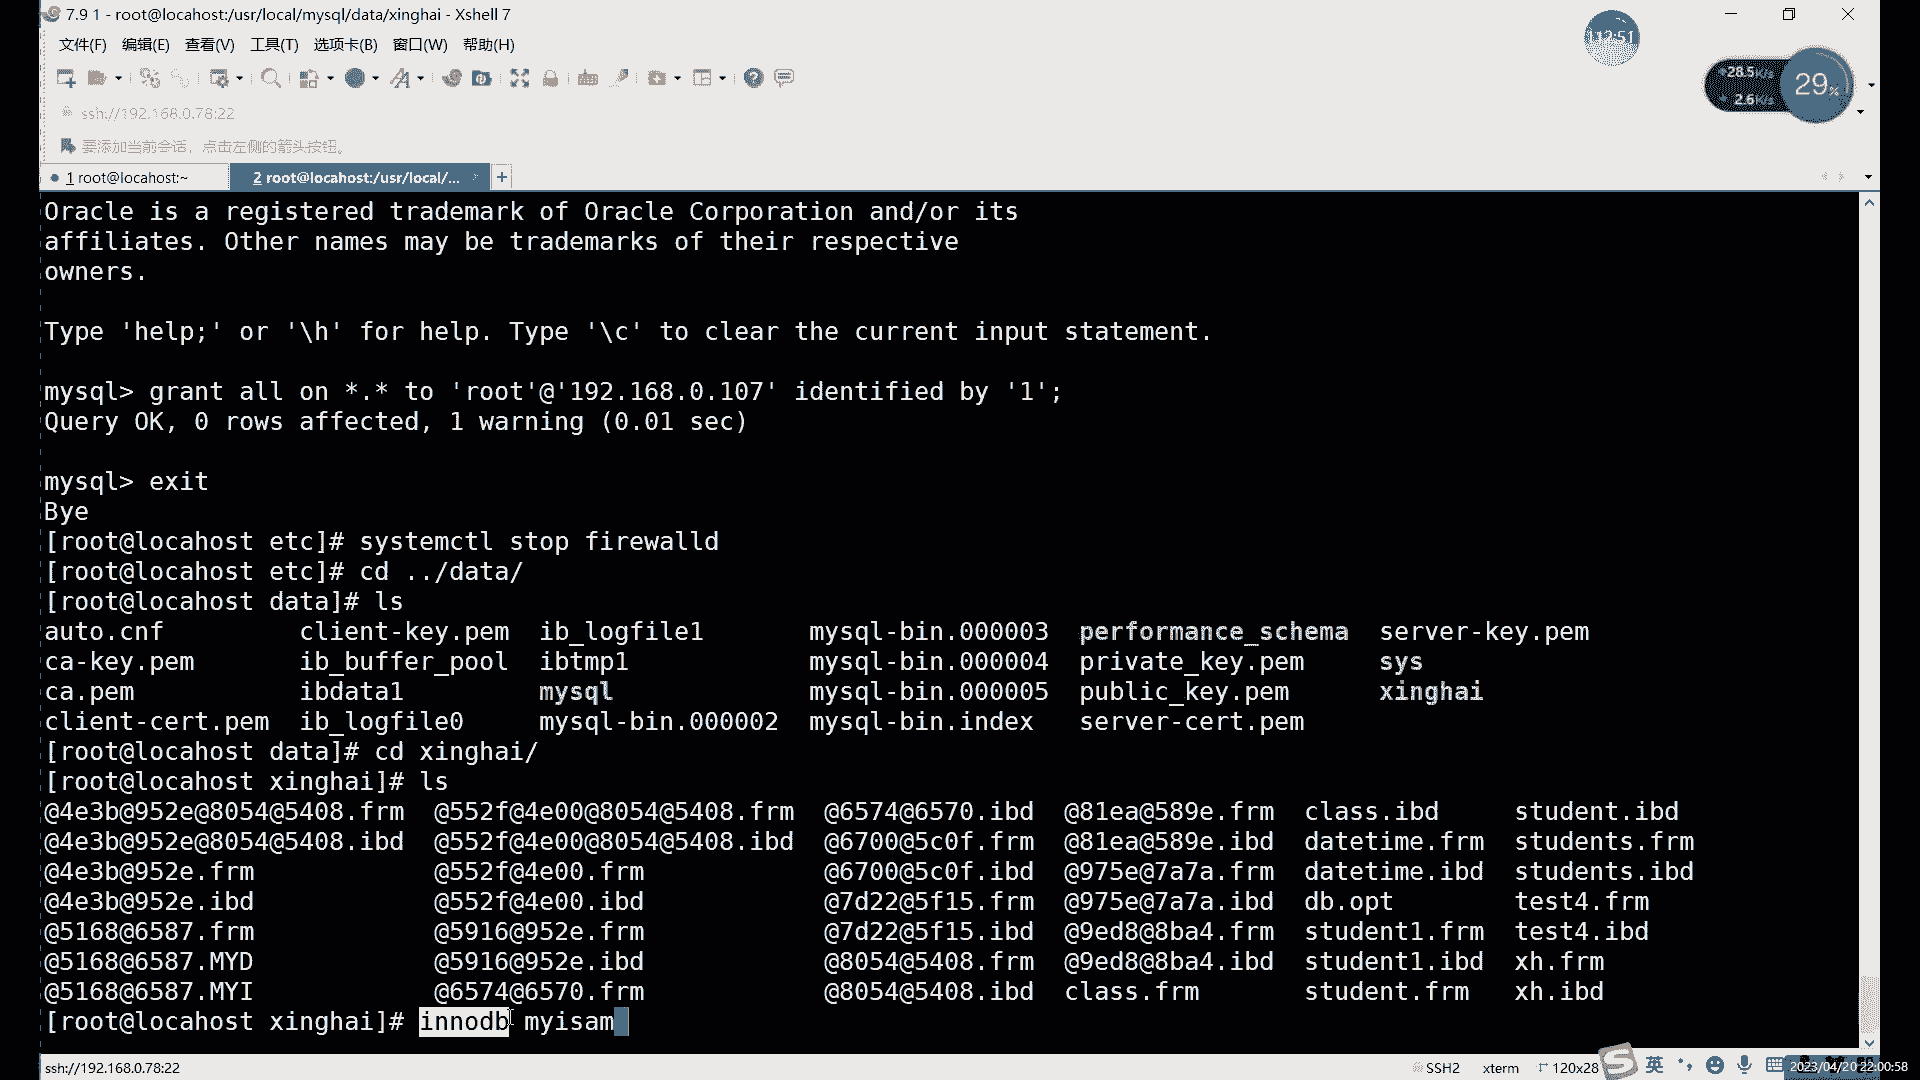 7.9 1 - root@locahost:/usr/local/mysql/data/xinghai - Xshell 7
文件(F) 编辑(E) 查看(V) 工具(T) 选项卡(B) 窗口(W) 帮助(H)
28.5K/s
29%
2.6K/s
ssh://192.168.0.78:22
要添加当前会话，点击左侧的箭头按钮。
1 root@locahost:~ 2 root@locahost:/usr/local/... +
Oracle is a registered trademark of Oracle Corporation and/or its
affiliates. Other names may be trademarks of their respective
owners.
Type 'help;' or '\h' for help. Type '\c' to clear the current input statement.
mysql> grant all on *.* to 'root'@'192.168.0.107' identified by '1';
Query OK, 0 rows affected, 1 warning (0.01 sec)
mysql> exit
Bye
[root@locahost etc]# systemctl stop firewalld
[root@locahost etc]# cd ../data/
[root@locahost data]# ls
auto.cnf client-key.pem ib_logfile1 mysql-bin.000003 performance_schema server-key.pem
ca-key.pem ib_buffer_pool ibtmp1 mysql-bin.000004 private_key.pem sys
ca.pem ibdata1 mysql mysql-bin.000005 public_key.pem xinghai
client-cert.pem ib_logfile0 mysql-bin.000002 mysql-bin.index server-cert.pem
[root@locahost data]# cd xinghai/
[root@locahost xinghai]# ls
@4e3b@952e@8054@5408.frm @552f@4e00@8054@5408.frm @6574@6570.ibd @81ea@589e.frm class.ibd student.ibd
@4e3b@952e@8054@5408.ibd @552f@4e00@8054@5408.ibd @6700@5c0f.frm @81ea@589e.ibd datetime.frm students.frm
@4e3b@952e.frm @552f@4e00.frm @6700@5c0f.ibd @975e@7a7a.frm datetime.ibd students.ibd
@4e3b@952e.ibd @552f@4e00.ibd @7d22@5f15.frm @975e@7a7a.ibd db.opt test4.frm
@5168@6587.frm @5916@952e.frm @7d22@5f15.ibd @9ed8@8ba4.frm student1.frm test4.ibd
@5168@6587.MYD @5916@952e.ibd @8054@5408.frm @9ed8@8ba4.ibd student1.ibd xh.frm
@5168@6587.MYI @6574@6570.frm @8054@5408.ibd class.frm student.frm xh.ibd
[root@locahost xinghai]# innodb myisam
ssh://192.168.0.78:22 SSH2 xterm 120x28 英 2023/04/20 22:00:58